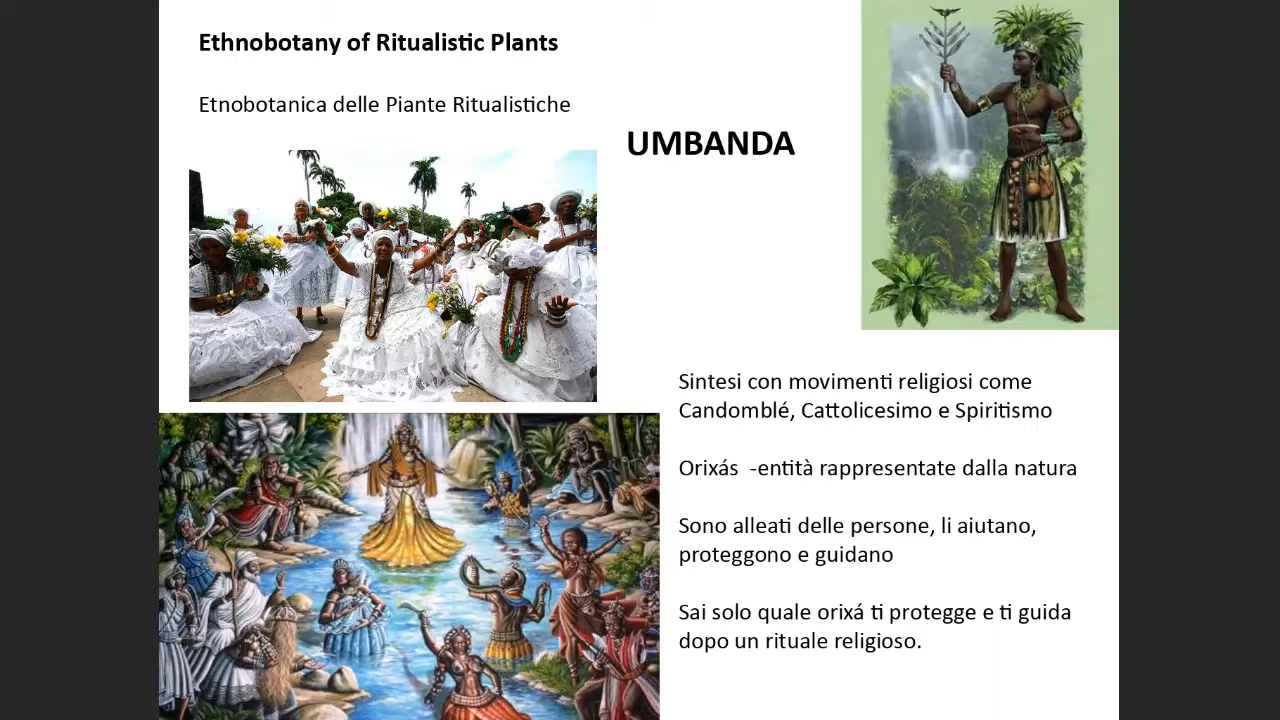 Ethnobotany of Ritualistic Plants
Etnobotanica delle Piante Ritualistiche
UMBANDA
Sintesi con movimenti religiosi come
Candomblé, Cattolicesimo e Spiritismo
Orixás  -entità rappresentate dalla natura
Sono alleati delle persone, li aiutano,
proteggono e guidano
Sai solo quale orixá ti protegge e ti guida
dopo un rituale religioso.